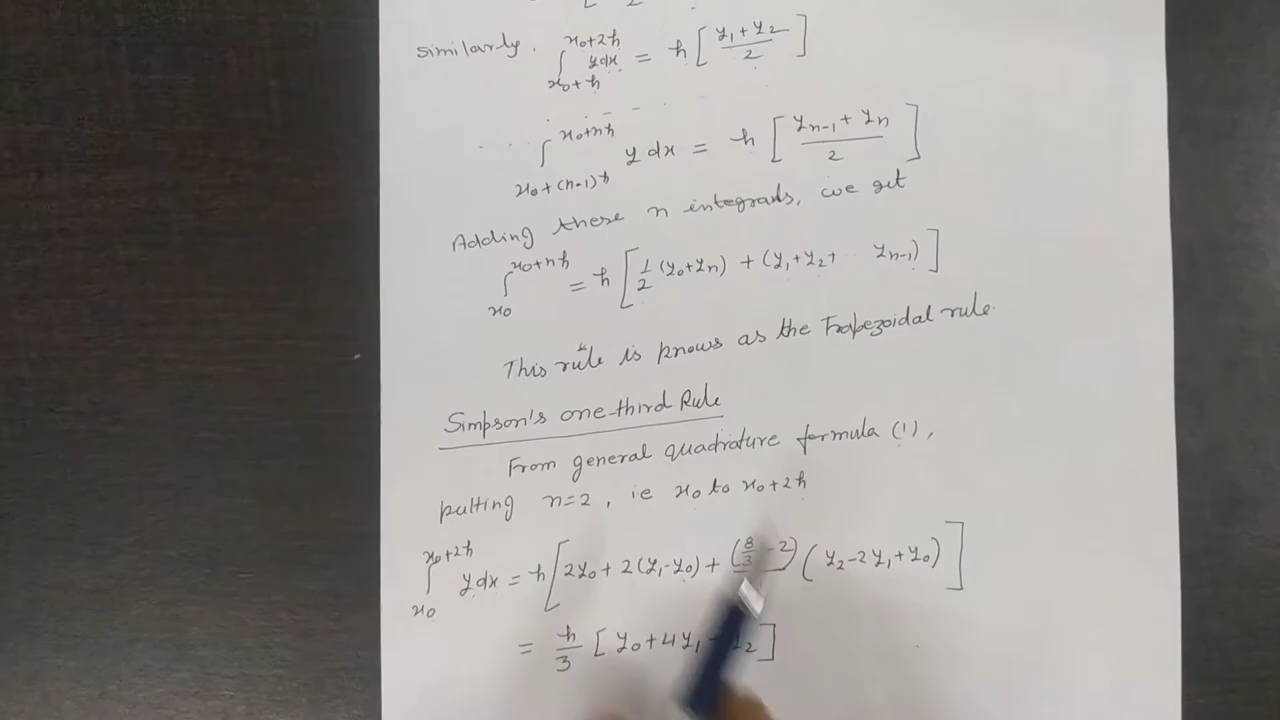 similarly, ∫_{x₀+h}^{x₀+2h} ydx = h [ (y₁+y₂)/2 ]
∫_{x₀+(n-1)h}^{x₀+nh} y dx = h [ (yₙ₋₁ + yₙ)/2 ]
Adding these n integrals, we get
∫_{x₀}^{x₀+nh} = h [ 1/2 (y₀+yₙ) + (y₁+y₂+ .. yₙ₋₁) ]
This rule is knows as the Trapezoidal rule.
Simpson's one-third Rule
From general quadrature formula (1),
putting n=2, ie x₀ to x₀+2h
∫_{x₀}^{x₀+2h} ydx = h [ 2y₀ + 2(y₁-y₀) + (8/3 - 2) ( y₂-2y₁+y₀) ]
= h/3 [ y₀+4y₁ y₂ ]